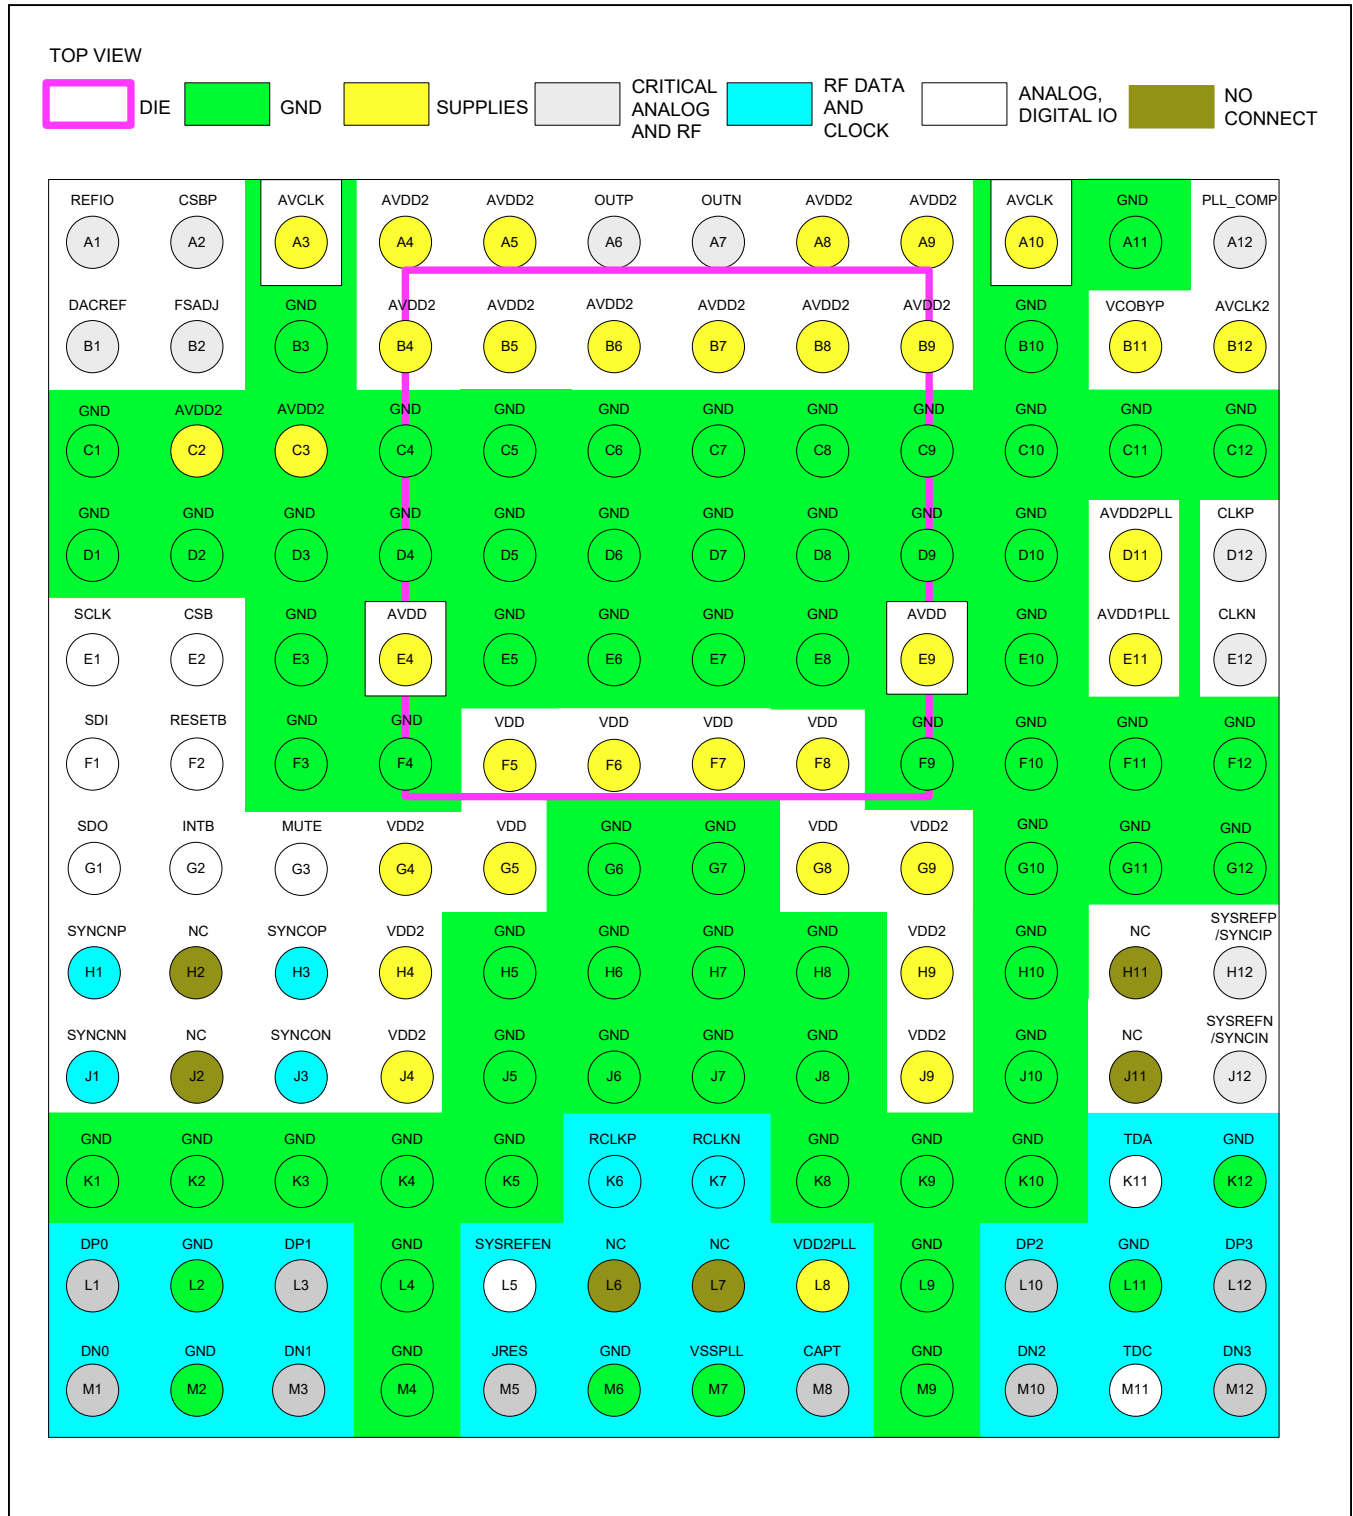 TOP VIEW
DIE
GND
SUPPLIES
CRITICAL
ANALOG
AND RF
RF DATA
AND
CLOCK
ANALOG,
DIGITAL IO
NO
CONNECT
REFIO CSBP AVCLK AVDD2 AVDD2 OUTP OUTN AVDD2 AVDD2 AVCLK GND PLL_COMP
A1 A2 A3 A4 A5 A6 A7 A8 A9 A10 A11 A12
DACREF FSADJ GND AVDD2 AVDD2 AVDD2 AVDD2 AVDD2 AVDD2 GND VCOBYP AVCLK2
B1 B2 B3 B4 B5 B6 B7 B8 B9 B10 B11 B12
GND AVDD2 AVDD2 GND GND GND GND GND GND GND GND GND
C1 C2 C3 C4 C5 C6 C7 C8 C9 C10 C11 C12
GND GND GND GND GND GND GND GND GND GND AVDD2PLL CLKP
D1 D2 D3 D4 D5 D6 D7 D8 D9 D10 D11 D12
SCLK CSB GND AVDD GND GND GND GND AVDD GND AVDD1PLL CLKN
E1 E2 E3 E4 E5 E6 E7 E8 E9 E10 E11 E12
SDI RESETB GND GND VDD VDD VDD VDD GND GND GND GND
F1 F2 F3 F4 F5 F6 F7 F8 F9 F10 F11 F12
SDO INTB MUTE VDD2 VDD GND GND VDD VDD2 GND GND GND
G1 G2 G3 G4 G5 G6 G7 G8 G9 G10 G11 G12
SYNCNP NC SYNCOP VDD2 GND GND GND GND VDD2 GND NC SYSREFP
/SYNCIP
H1 H2 H3 H4 H5 H6 H7 H8 H9 H10 H11 H12
SYNCNN NC SYNCON VDD2 GND GND GND GND VDD2 GND NC SYSREFN
/SYNCIN
J1 J2 J3 J4 J5 J6 J7 J8 J9 J10 J11 J12
GND GND GND GND GND RCLKP RCLKN GND GND GND TDA GND
K1 K2 K3 K4 K5 K6 K7 K8 K9 K10 K11 K12
DP0 GND DP1 GND SYSREFEN NC NC VDD2PLL GND DP2 GND DP3
L1 L2 L3 L4 L5 L6 L7 L8 L9 L10 L11 L12
DN0 GND DN1 GND JRES GND VSSPLL CAPT GND DN2 TDC DN3
M1 M2 M3 M4 M5 M6 M7 M8 M9 M10 M11 M12